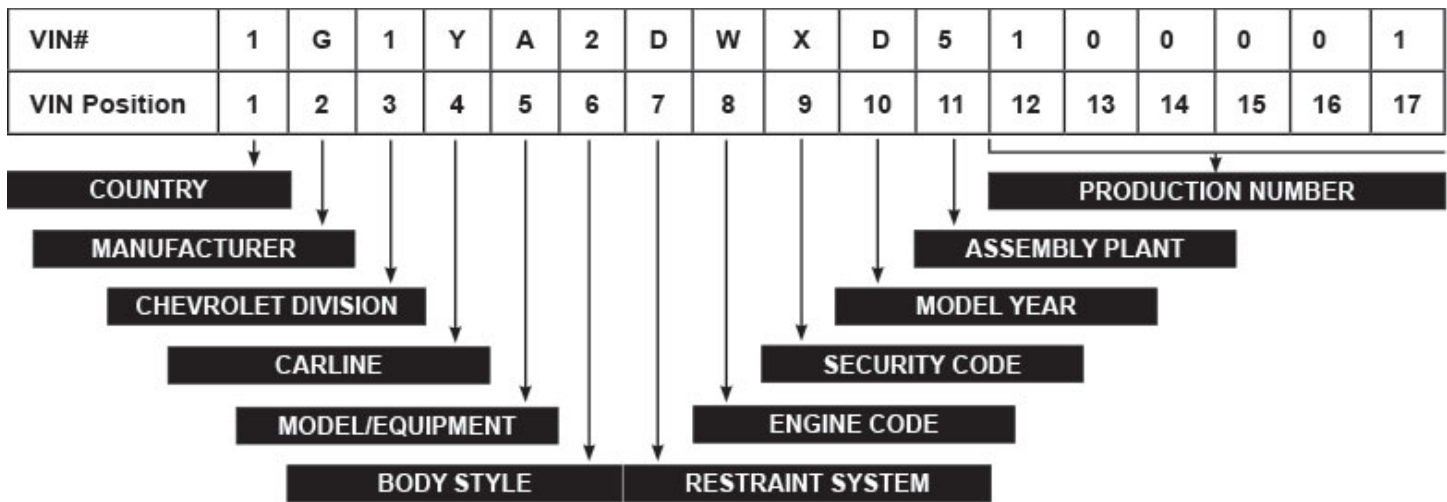 VIN# 1 G 1 Y A 2 D W X D 5 1 0 0 0 0 1
VIN Position 1 2 3 4 5 6 7 8 9 10 11 12 13 14 15 16 17
COUNTRY PRODUCTION NUMBER
MANUFACTURER ASSEMBLY PLANT
CHEVROLET DIVISION MODEL YEAR
CARLINE SECURITY CODE
MODEL/EQUIPMENT ENGINE CODE
BODY STYLE RESTRAINT SYSTEM